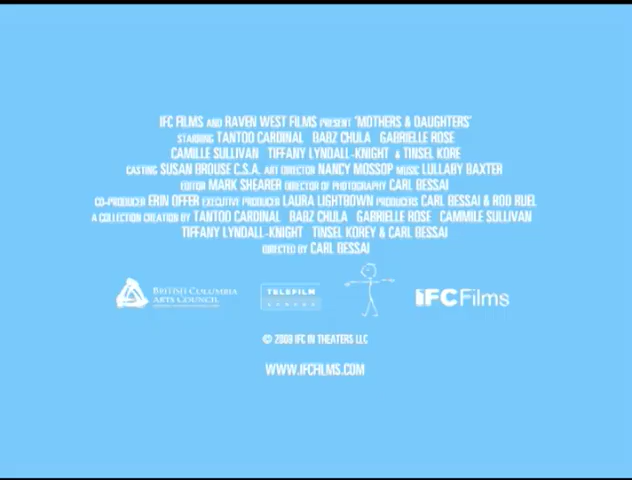 IFC FILMS AND RAVEN WEST FILMS PRESENT 'MOTHERS & DAUGHTERS'
STARRING TANTOO CARDINAL BABZ CHULA GABRIELLE ROSE
CAMILLE SULLIVAN TIFFANY LYNDALL-KNIGHT & TINSEL KORE
CASTING SUSAN BROUSE C.S.A. ART DIRECTOR NANCY MOSSOP MUSIC LULLABY BAXTER
EDITOR MARK SHEARER DIRECTOR OF PHOTOGRAPHY CARL BESSAI
CO-PRODUCER ERIN OFFER EXECUTIVE PRODUCER LAURA LIGHTBOWN PRODUCERS CARL BESSAI & ROD RUEL
A COLLECTION CREATION BY TANTOO CARDINAL BABZ CHULA GABRIELLE ROSE CAMMILE SULLIVAN
TIFFANY LYNDALL-KNIGHT TINSEL KOREY & CARL BESSAI
DIRECTED BY CARL BESSAI
BRITISH COLUMBIA
ARTS COUNCIL
TELEFILM
CANADA
IFC Films
© 2009 IFC IN THEATERS LLC
WWW.IFCFILMS.COM